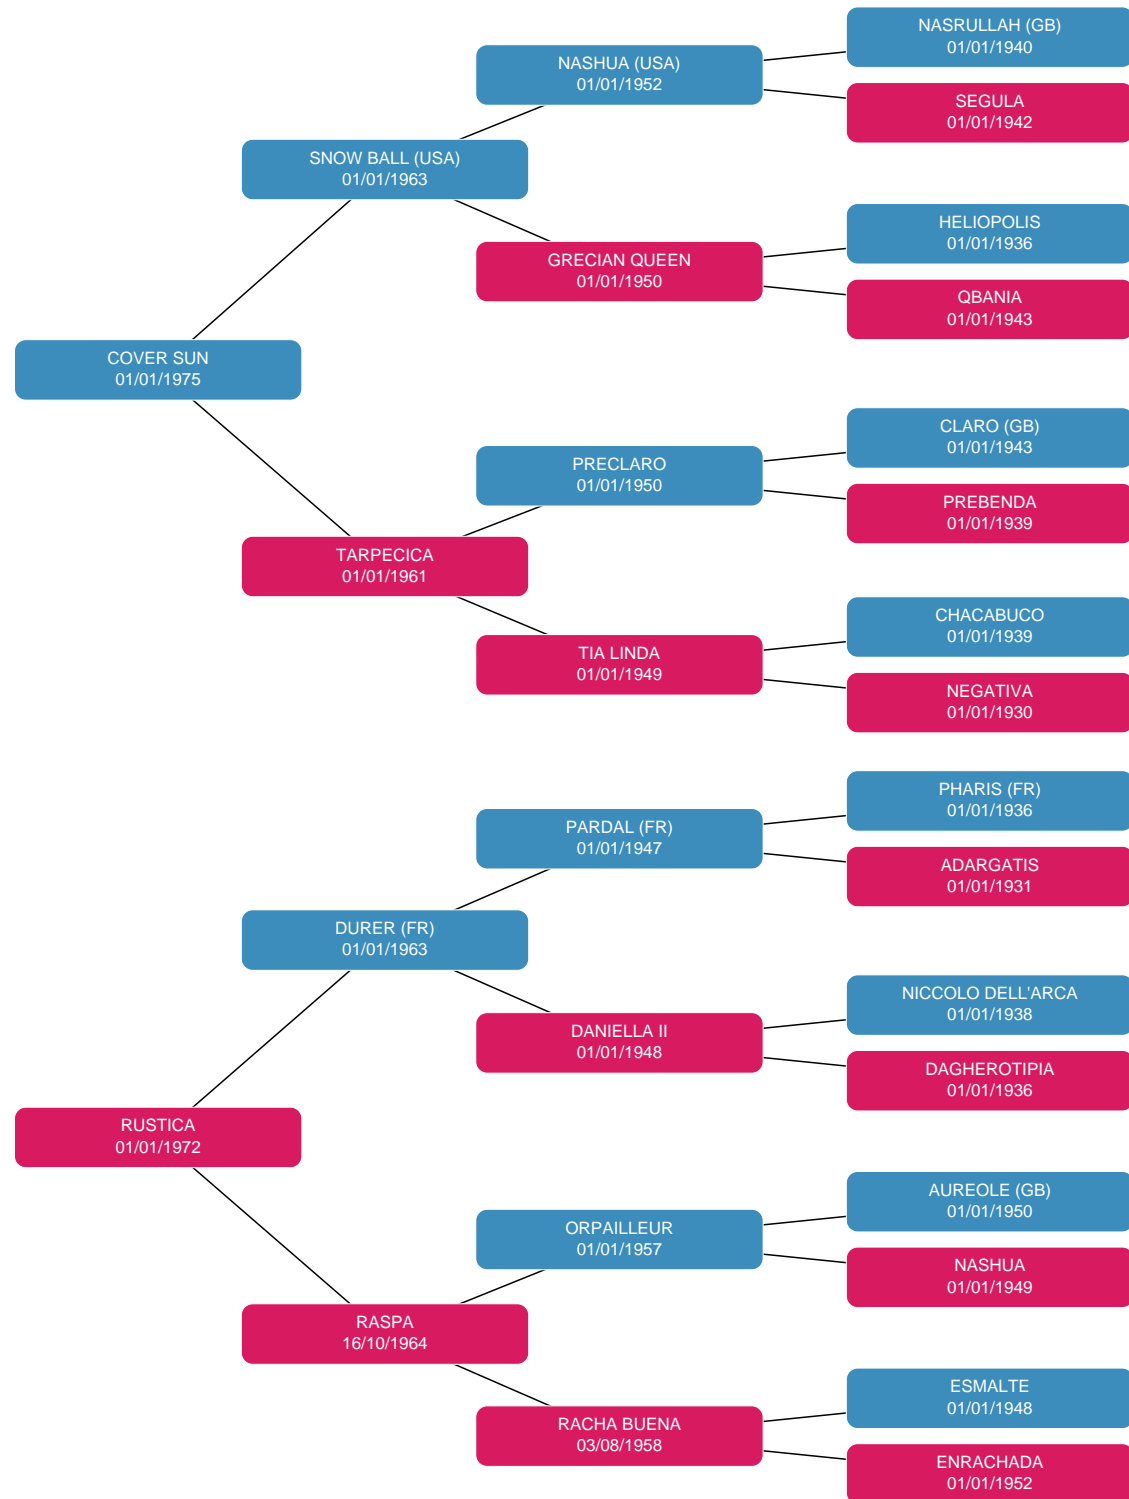 NASRULLAH (GB)
01/01/1940
NASHUA (USA)
01/01/1952
SEGULA
01/01/1942
SNOW BALL (USA)
01/01/1963
HELIOPOLIS
01/01/1936
GRECIAN QUEEN
01/01/1950
QBANIA
01/01/1943
COVER SUN
01/01/1975
CLARO (GB)
01/01/1943
PRECLARO
01/01/1950
PREBENDA
01/01/1939
TARPECICA
01/01/1961
CHACABUCO
01/01/1939
TIA LINDA
01/01/1949
NEGATIVA
01/01/1930
PHARIS (FR)
01/01/1936
PARDAL (FR)
01/01/1947
ADARGATIS
01/01/1931
DURER (FR)
01/01/1963
NICCOLO DELL'ARCA
01/01/1938
DANIELLA II
01/01/1948
DAGHEROTIPIA
01/01/1936
RUSTICA
01/01/1972
AUREOLE (GB)
01/01/1950
ORPAILLEUR
01/01/1957
NASHUA
01/01/1949
RASPA
16/10/1964
ESMALTE
01/01/1948
RACHA BUENA
03/08/1958
ENRACHADA
01/01/1952